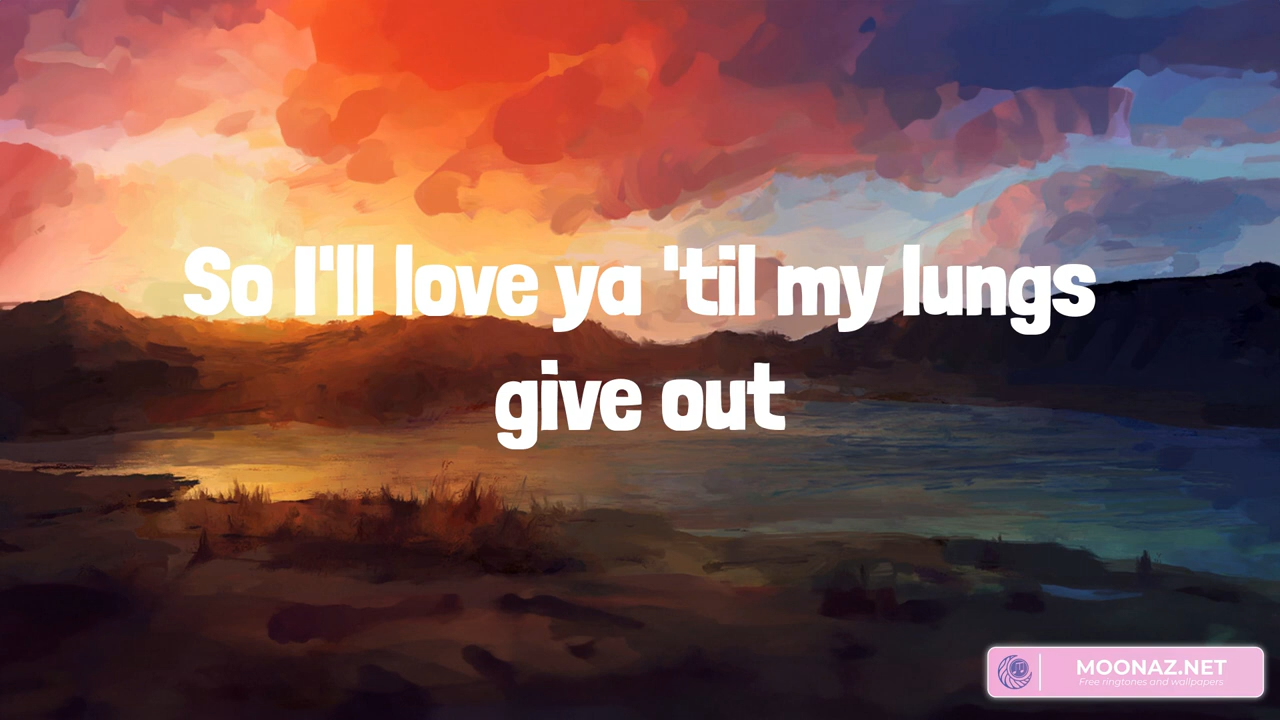 So I'll love ya 'til my lungs
give out
MOONAZ.NET
Free ringtones and wallpapers